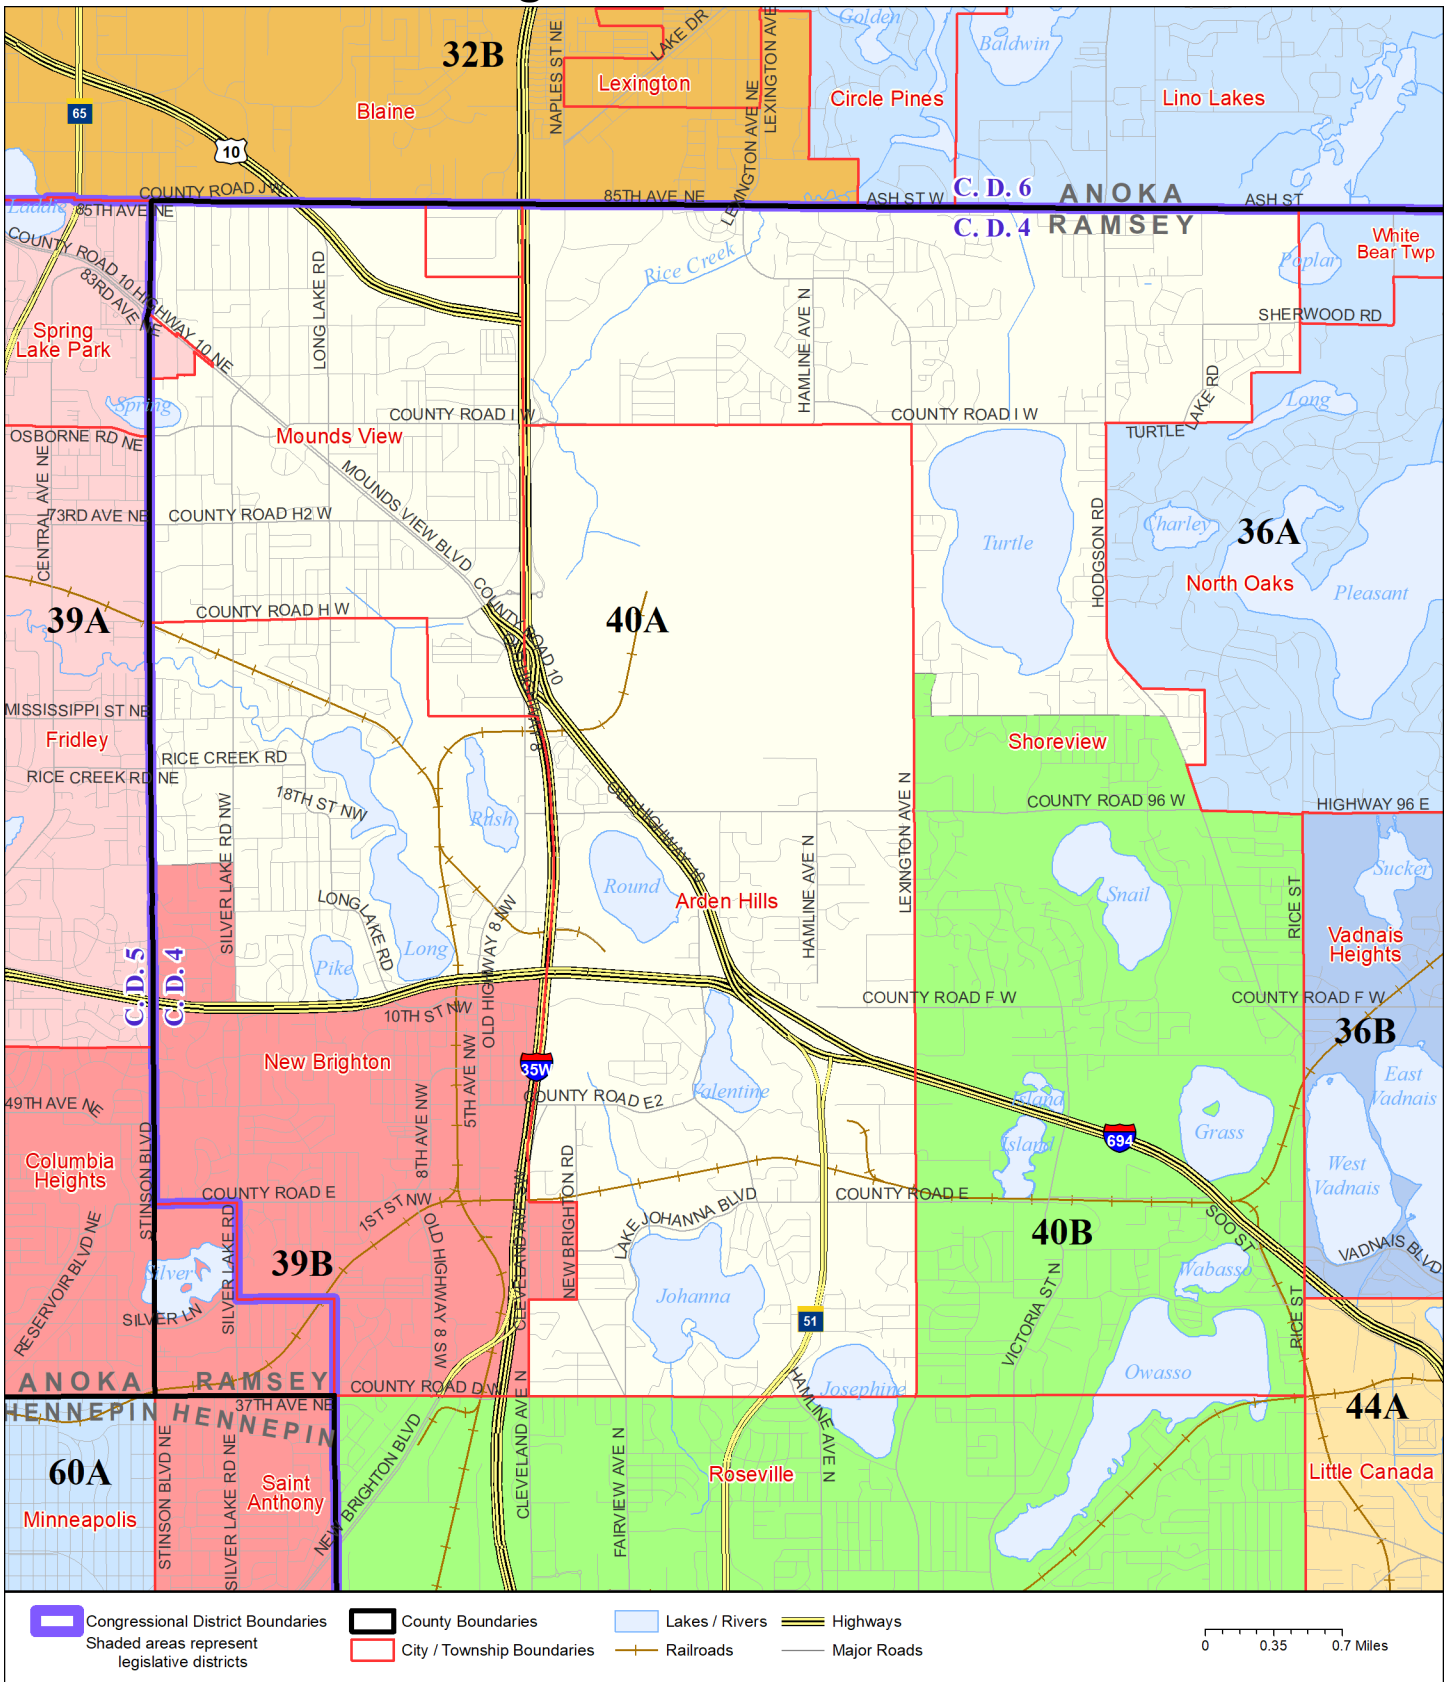 32B
Blaine
Lexington
Circle Pines
Golden
Baldwin
Lino Lakes
LAKE DR
NAPLES ST NE
LEXINGTON AVE
LEXINGTON AVE NE
65
10
COUNTY ROAD J W
85TH AVE NE
85TH AVE NE
ASH ST W
ASH ST
C. D. 6
C. D. 4
ANOKA
RAMSEY
Laddie
COUNTY ROAD 10
HIGHWAY 10 NE
83RD AVE NE
LONG LAKE RD
Rice Creek
HAMLINE AVE N
Poplar
White
Bear Twp
SHERWOOD RD
Spring
Lake Park
Spring
COUNTY ROAD I W
COUNTY ROAD I W
TURTLE LAKE RD
Long
OSBORNE RD NE
Mounds View
MOUNDS VIEW BLVD
CENTRAL AVE NE
73RD AVE NE
COUNTY ROAD H2 W
Turtle
HODGSON RD
Charley
36A
North Oaks
Pleasant
39A
COUNTY ROAD H W
COUNTY ROAD 10
40A
MISSISSIPPI ST NE
Fridley
RICE CREEK RD
RICE CREEK RD NE
18TH ST NW
Rush
OLD HIGHWAY 10
Shoreview
COUNTY ROAD 96 W
HIGHWAY 96 E
SILVER LAKE RD NW
LONG LAKE RD
Round
Arden Hills
HAMLINE AVE N
LEXINGTON AVE N
Snail
Sucker
RICE ST
Vadnais
Heights
C. D. 5
C. D. 4
Pike
Long
OLD HIGHWAY 8 NW
10TH ST NW
COUNTY ROAD F W
COUNTY ROAD F W
36B
New Brighton
5TH AVE NW
8TH AVE NW
35W
COUNTY ROAD E2
Valentine
Island
Island
Grass
694
East
Vadnais
West
Vadnais
49TH AVE NE
Columbia
Heights
STINSON BLVD
COUNTY ROAD E
1ST ST NW
CLEVELAND AVE SW
NEW BRIGHTON RD
LAKE JOHANNA BLVD
COUNTY ROAD E
40B
SOO ST
VADNAIS BLVD
RESERVOIR BLVD NE
Silver
SILVER LN
SILVER LAKE RD
39B
OLD HIGHWAY 8 SW
Johanna
51
VICTORIA ST N
Wabasso
RICE ST
Owasso
Josephine
ANOKA
RAMSEY
HENNEPIN
HENNEPIN
COUNTY ROAD D W
37TH AVE NE
HAMLINE AVE N
44A
60A
Minneapolis
STINSON BLVD NE
SILVER LAKE RD NE
Saint
Anthony
NEW BRIGHTON BLVD
CLEVELAND AVE N
FAIRVIEW AVE N
Roseville
Little Canada
Congressional District Boundaries
Shaded areas represent
legislative districts
County Boundaries
City / Township Boundaries
Lakes / Rivers
Railroads
Highways
Major Roads
0 0.35 0.7 Miles